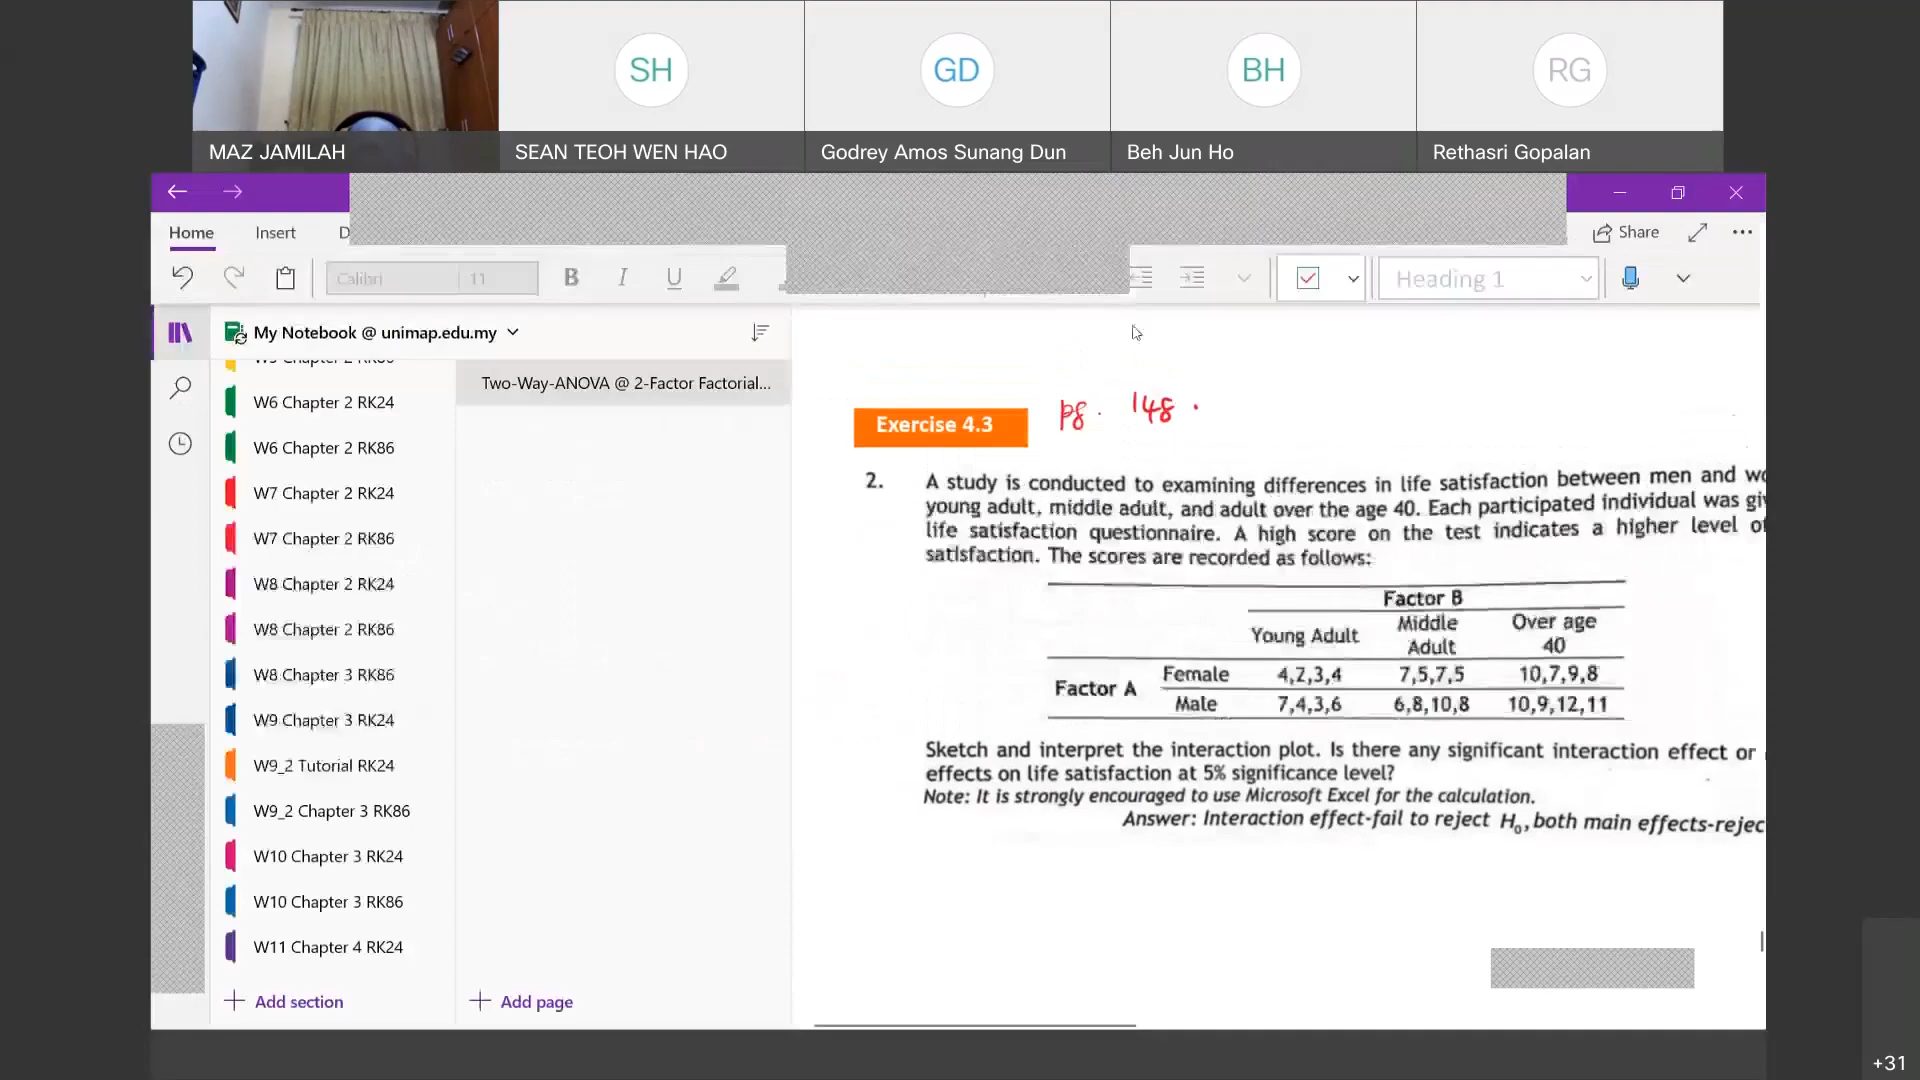 SH
GD
BH
RG
MAZ JAMILAH
SEAN TEOH WEN HAO
Godrey Amos Sunang Dun
Beh Jun Ho
Rethasri Gopalan
Home
Insert
D
Share
Calibri
11
B
I
U
Heading 1
My Notebook @ unimap.edu.my
Two-Way-ANOVA @ 2-Factor Factorial...
W6 Chapter 2 RK24
W6 Chapter 2 RK86
W7 Chapter 2 RK24
W7 Chapter 2 RK86
W8 Chapter 2 RK24
W8 Chapter 2 RK86
W8 Chapter 3 RK86
W9 Chapter 3 RK24
W9_2 Tutorial RK24
W9_2 Chapter 3 RK86
W10 Chapter 3 RK24
W10 Chapter 3 RK86
W11 Chapter 4 RK24
Add section
Add page
Exercise 4.3
pg. 148.
2. A study is conducted to examining differences in life satisfaction between men and wo
young adult, middle adult, and adult over the age 40. Each participated individual was gi
life satisfaction questionnaire. A high score on the test indicates a higher level o
satisfaction. The scores are recorded as follows:
Factor B
Young Adult Middle Adult Over age 40
Factor A
Female 4,2,3,4 7,5,7,5 10,7,9,8
Male 7,4,3,6 6,8,10,8 10,9,12,11
Sketch and interpret the interaction plot. Is there any significant interaction effect or
effects on life satisfaction at 5% significance level?
Note: It is strongly encouraged to use Microsoft Excel for the calculation.
Answer: Interaction effect-fail to reject H₀, both main effects-rejec
+31